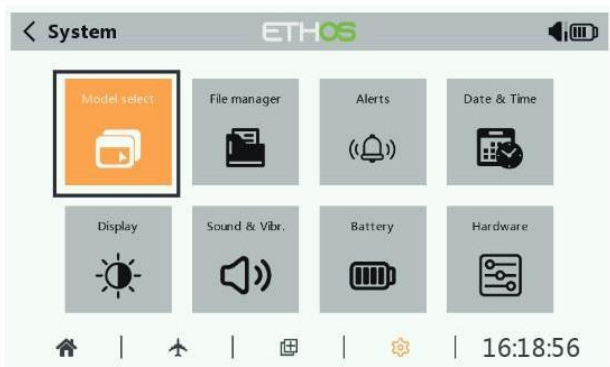 System
ETHOS
Model select
File manager
Alerts
Date & Time
Display
Sound & Vibr.
Battery
Hardware
16:18:56